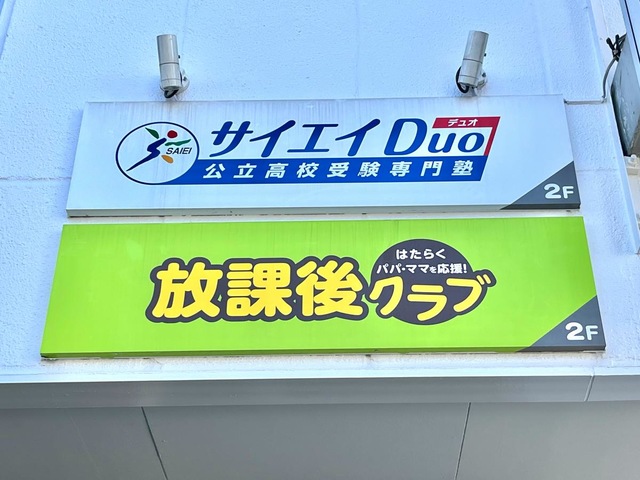 SAIEI
サイエイDuo
デュオ
公立高校受験専門塾
2F
はたらく
パパ・ママを応援!
放課後クラブ
2F